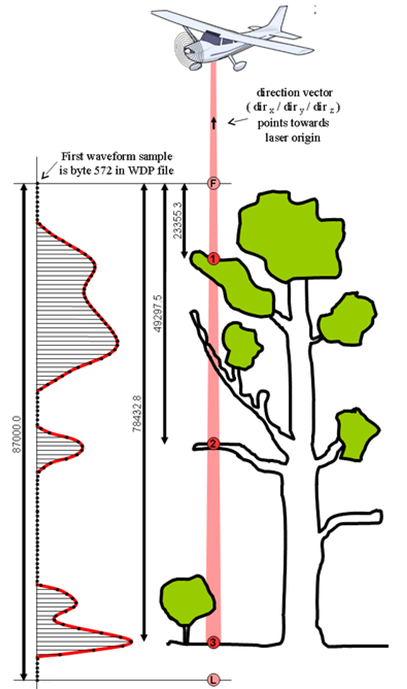 direction vector
( dir x / dir y / dir z )
points towards
laser origin
First waveform sample
is byte 572 in WDP file
F
23355.3
1
49297.5
78432.8
87000.0
2
3
L